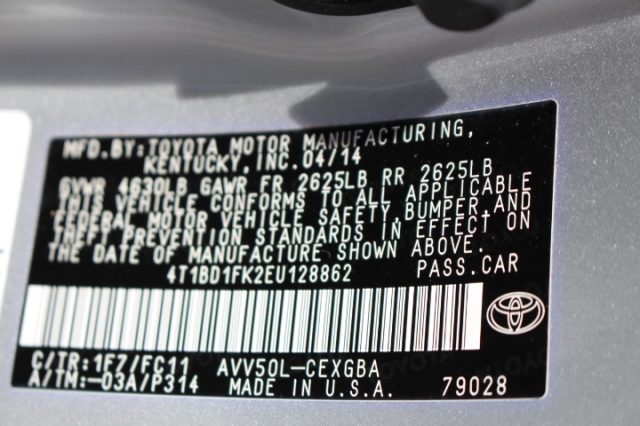 MFD.BY:TOYOTA MOTOR MANUFACTURING,
KENTUCKY, INC. 04/14
GVWR 4630LB GAWR FR 2625LB RR 2625LB
THIS VEHICLE CONFORMS TO ALL APPLICABLE
FEDERAL MOTOR VEHICLE SAFETY, BUMPER, AND
THEFT PREVENTION STANDARDS IN EFFECT ON
THE DATE OF MANUFACTURE SHOWN ABOVE.
4T1BD1FK2EU128862 PASS.CAR
C/TR:1F7/FC11 AVV50L-CEXGBA
A/TM:-03A/P314 MADE IN U.S.A. 79028